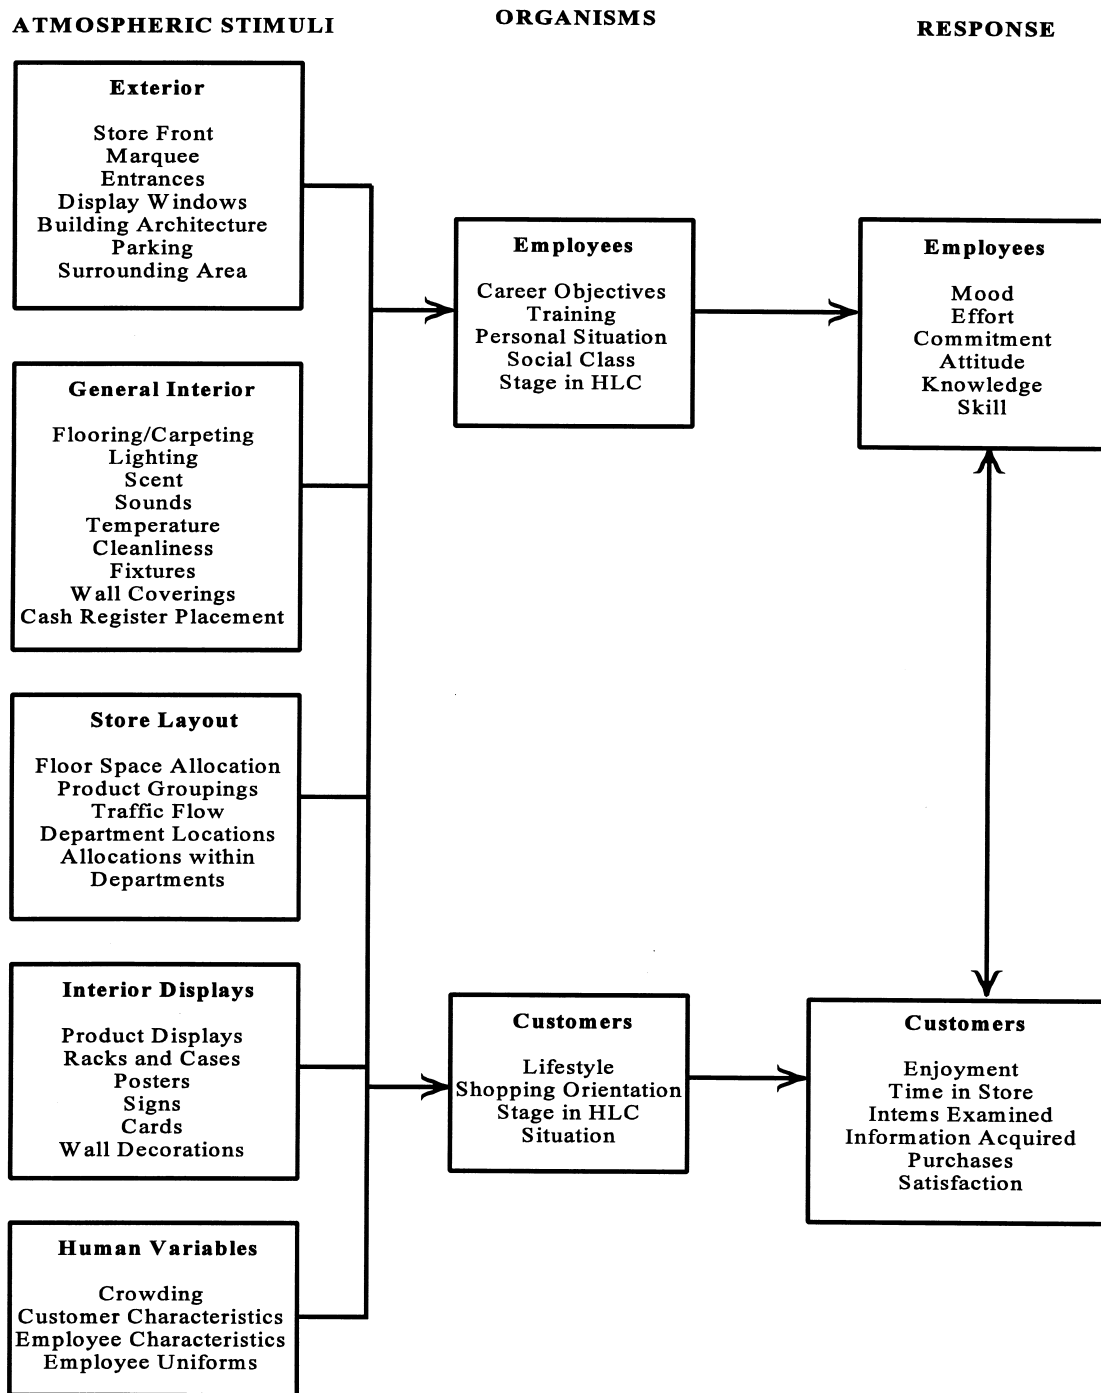 ATMOSPHERIC STIMULI
Exterior
Store Front
Marquee
Entrances
Display Windows
Building Architecture
Parking
Surrounding Area
General Interior
Flooring/Carpeting
Lighting
Scent
Sounds
Temperature
Cleanliness
Fixtures
Wall Coverings
Cash Register Placement
Store Layout
Floor Space Allocation
Product Groupings
Traffic Flow
Department Locations
Allocations within
Departments
Interior Displays
Product Displays
Racks and Cases
Posters
Signs
Cards
Wall Decorations
Human Variables
Crowding
Customer Characteristics
Employee Characteristics
Employee Uniforms
ORGANISMS
Employees
Career Objectives
Training
Personal Situation
Social Class
Stage in HLC
Customers
Lifestyle
Shopping Orientation
Stage in HLC
Situation
RESPONSE
Employees
Mood
Effort
Commitment
Attitude
Knowledge
Skill
Customers
Enjoyment
Time in Store
Intems Examined
Information Acquired
Purchases
Satisfaction